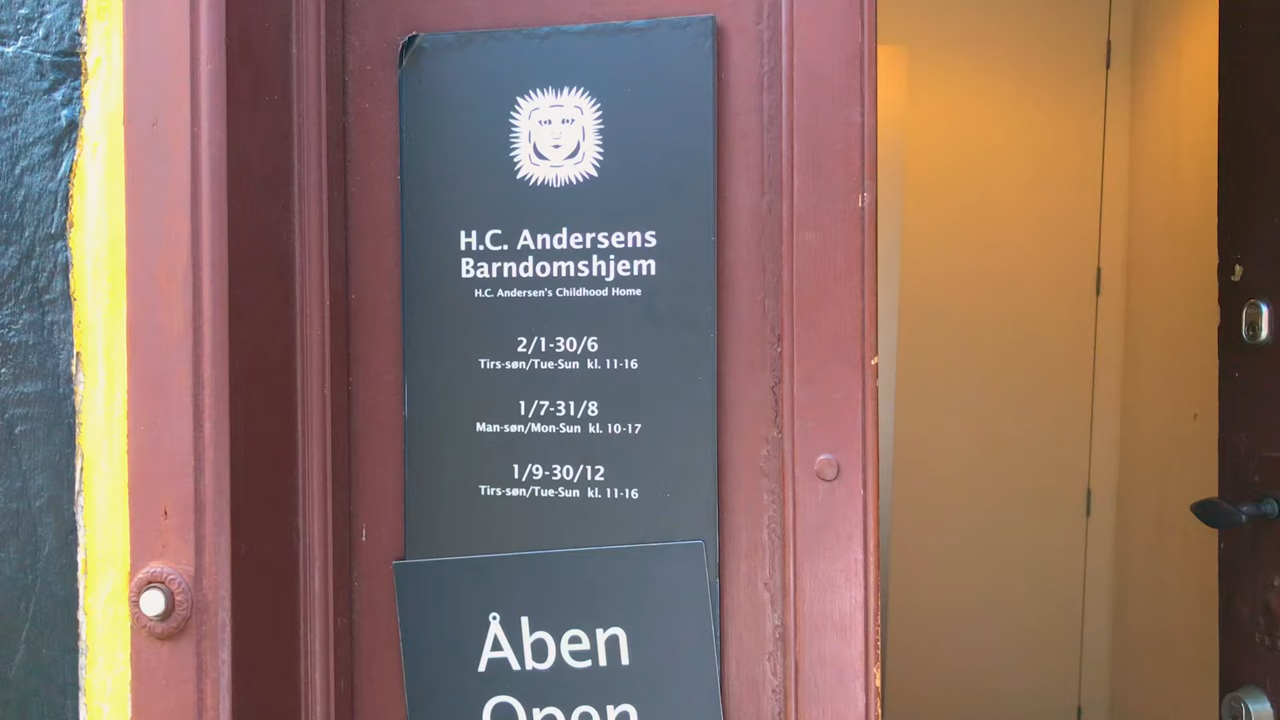 H.C. Andersens
Barndomshjem
H.C. Andersen's Childhood Home
2/1-30/6
Tirs-søn/Tue-Sun kl. 11-16
1/7-31/8
Man-søn/Mon-Sun kl. 10-17
1/9-30/12
Tirs-søn/Tue-Sun kl. 11-16
Åben
Open